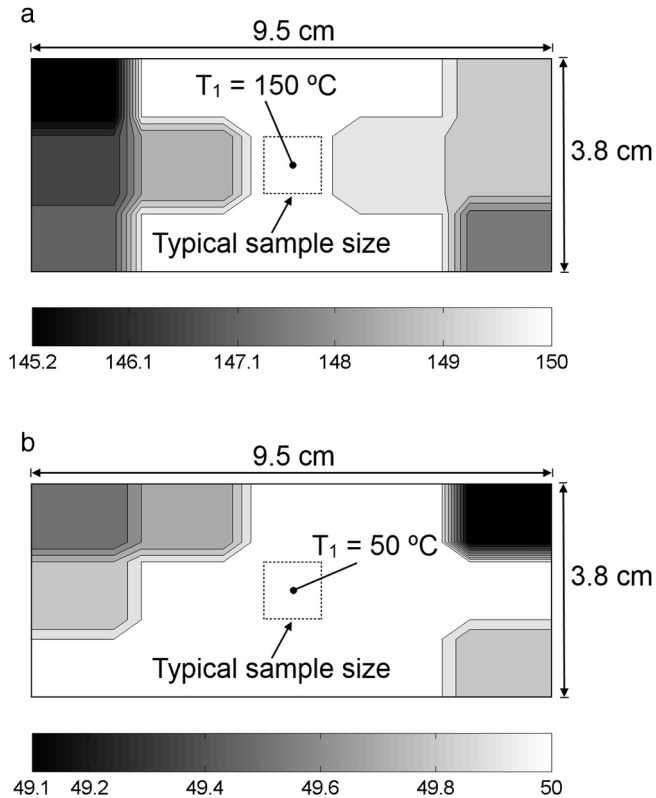 a
9.5 cm
T₁ = 150 ºC
3.8 cm
Typical sample size
145.2 146.1 147.1 148 149 150
b
9.5 cm
T₁ = 50 ºC
3.8 cm
Typical sample size
49.1 49.2 49.4 49.6 49.8 50